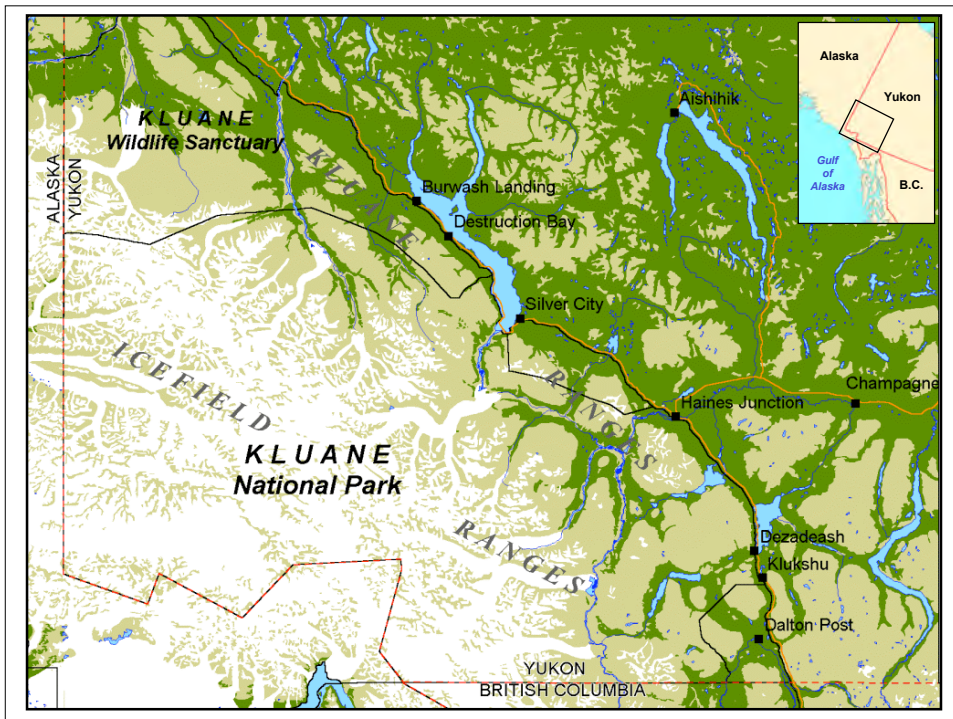 Alaska
Yukon
Gulf
of
Alaska
B.C.
Aishihik
KLUANE
Wildlife Sanctuary
ALASKA
YUKON
KLUANE
Burwash Landing
Destruction Bay
Silver City
ICEFIELD
RANGES
Champagne
Haines Junction
KLUANE
National Park
RANGES
Dezadeash
Klukshu
Dalton Post
YUKON
BRITISH COLUMBIA